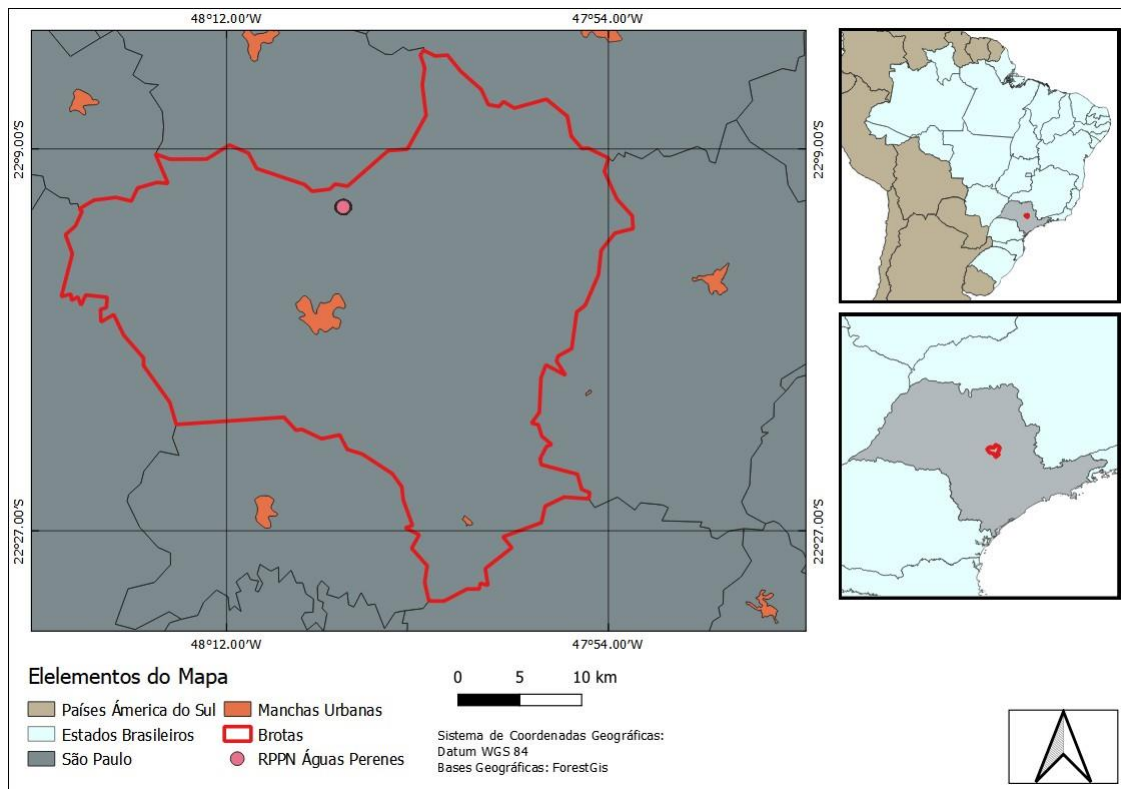 48°12.00′W
47°54.00′W
22°9.00′S
22°9.00′S
22°27.00′S
22°27.00′S
48°12.00′W
47°54.00′W
Elelementos do Mapa
Países Ámerica do Sul
Estados Brasileiros
São Paulo
Manchas Urbanas
Brotas
RPPN Águas Perenes
0 5 10 km
Sistema de Coordenadas Geográficas:
Datum WGS 84
Bases Geográficas: ForestGis